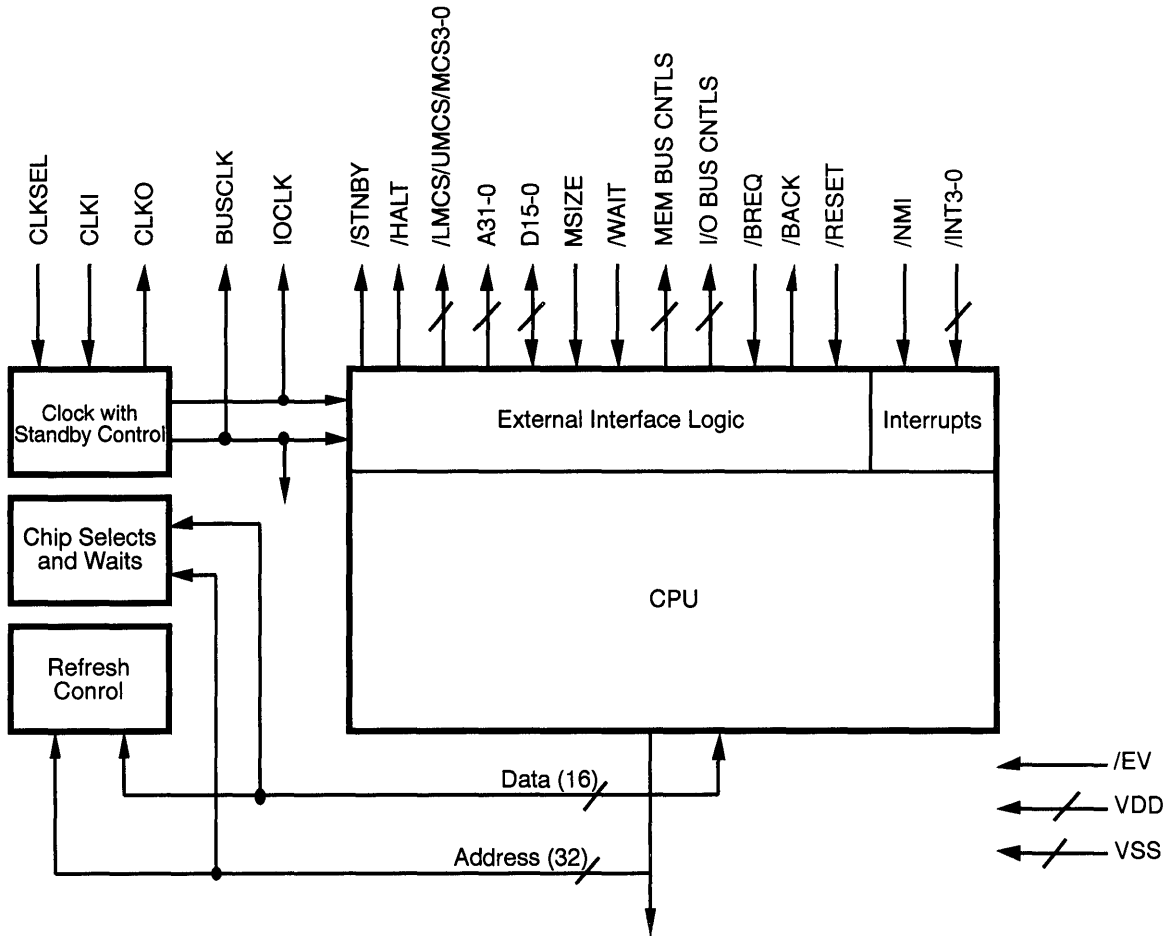 CLKSEL
CLKI
CLKO
BUSCLK
IOCLK
/STNBY
/HALT
/LMCS/UMCS/MCS3-0
A31-0
D15-0
MSIZE
/WAIT
MEM BUS CNTLS
I/O BUS CNTLS
/BREQ
/BACK
/RESET
/NMI
/INT3-0
Clock with
Standby Control
External Interface Logic
Interrupts
Chip Selects
and Waits
CPU
Refresh
Conrol
Data (16)
Address (32)
/EV
VDD
VSS